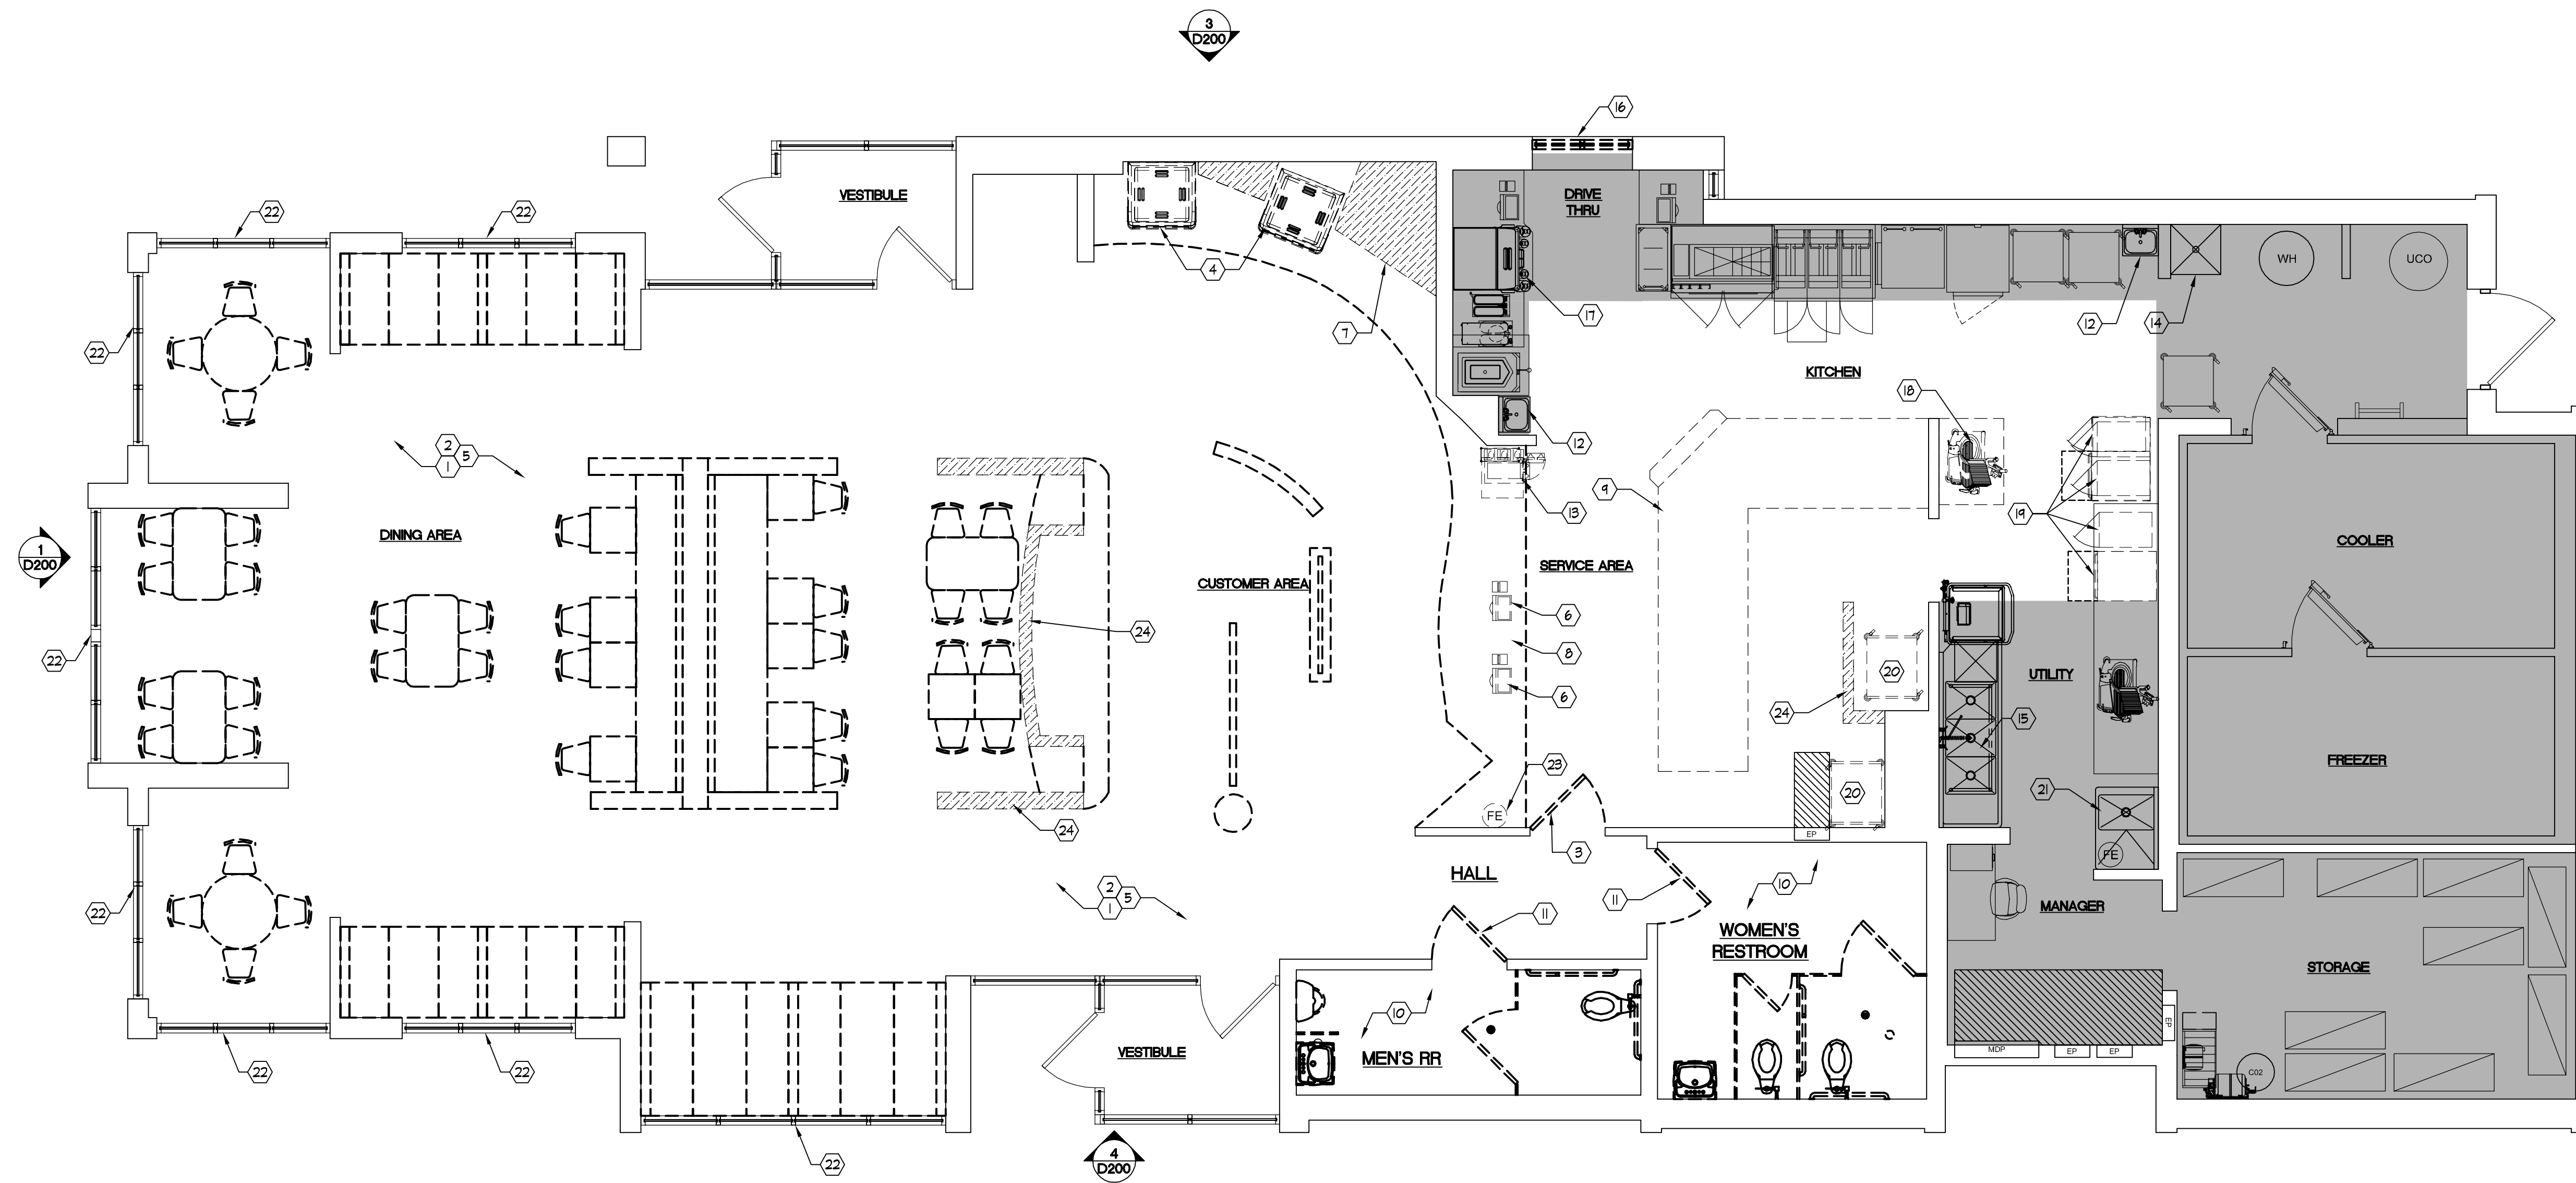 3
D200
16
VESTIBULE
DRIVE
THRU
22
22
4
WH
UCO
7
17
12
14
22
KITCHEN
18
12
2
5
1
9
13
19
DINING AREA
COOLER
1
D200
SERVICE AREA
CUSTOMER AREA
6
24
8
22
20
UTILITY
6
24
15
FREEZER
23
20
21
FE
24
EP
3
FE
HALL
2
5
1
10
11
11
22
MANAGER
WOMEN'S
RESTROOM
STORAGE
10
EP
VESTIBULE
MEN'S RR
MDP
EP
EP
22
22
CO2
4
D200
22